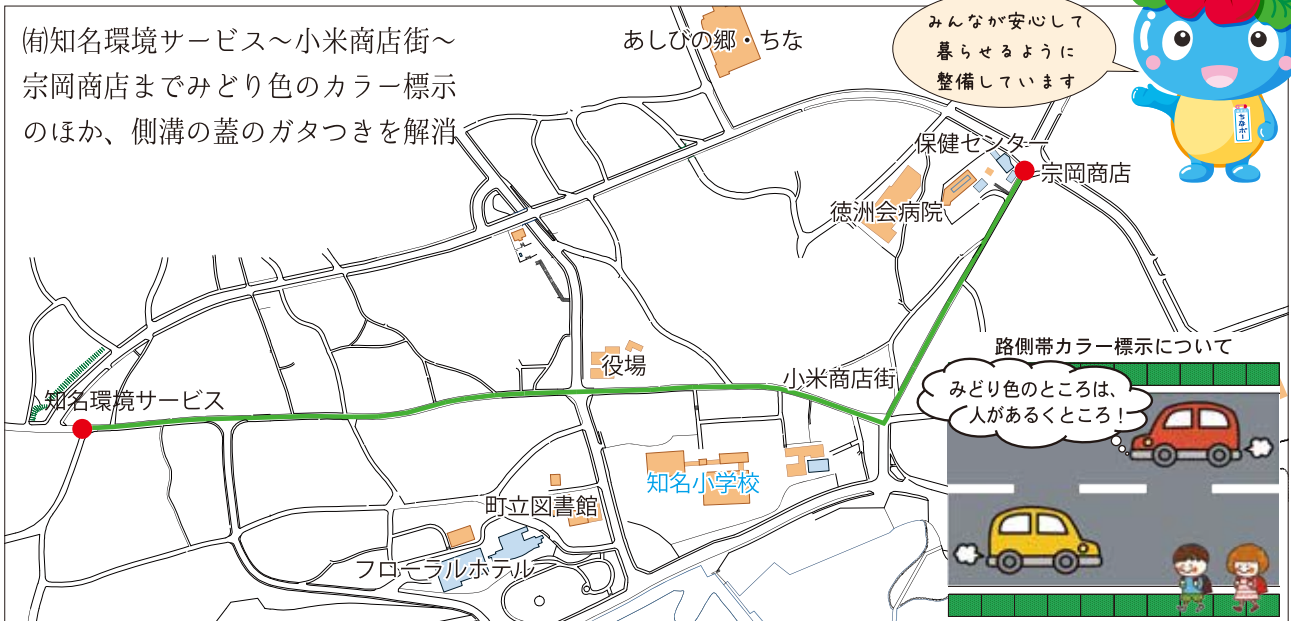 ㈲知名環境サービス～小米商店街～
宗岡商店までみどり色のカラー標示
のほか、側溝の蓋のガタつきを解消
あしびの郷・ちな
みんなが安心して
暮らせるように
整備しています
ちなボー
保健センター
宗岡商店
徳洲会病院
役場
小米商店街
知名環境サービス
知名小学校
町立図書館
フローラルホテル
路側帯カラー標示について
みどり色のところは、
人があるくところ！